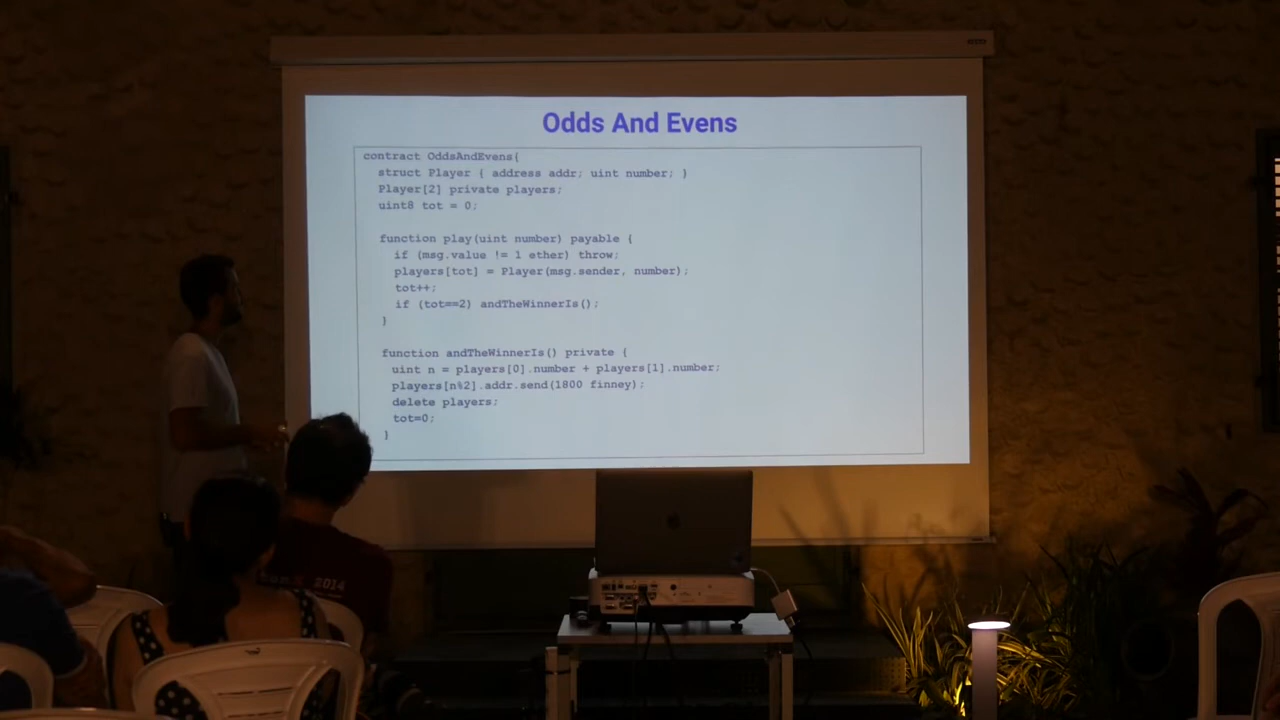 Odds And Evens
contract OddsAndEvens{
struct Player { address addr; uint number; }
Player[2] private players;
uint8 tot = 0;
function play(uint number) payable {
if (msg.value != 1 ether) throw;
players[tot] = Player(msg.sender, number);
tot++;
if (tot==2) andTheWinnerIs();
}
function andTheWinnerIs() private {
uint n = players[0].number + players[1].number;
players[n%2].addr.send(1800 finney);
delete players;
tot=0;
}
2014